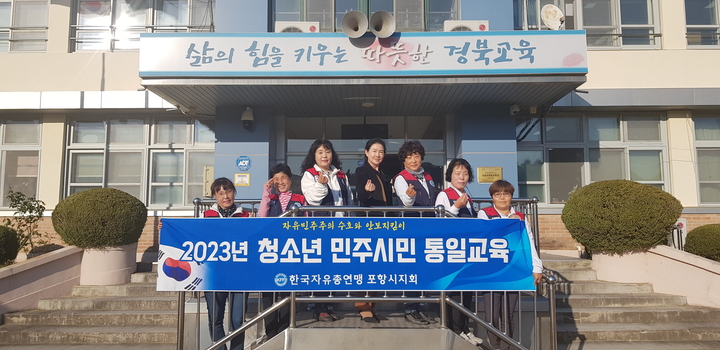 삶의 힘을 키우는 따뜻한 경북교육
자유민주주의 수호와 안보지킴이
2023년 청소년 민주시민 통일교육
한국자유총연맹 포항시지회